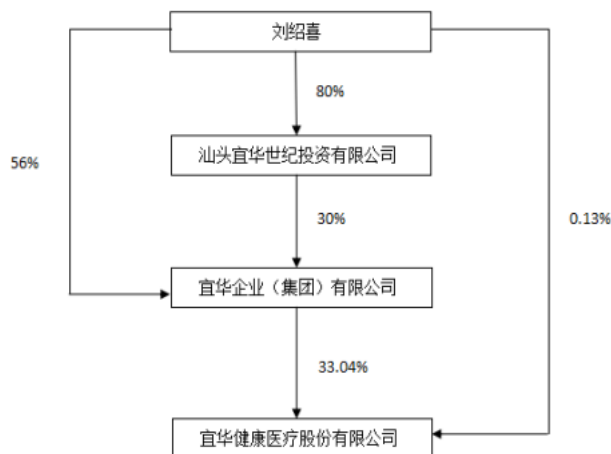 刘绍喜
80%
汕头宜华世纪投资有限公司
56%
30%
0.13%
宜华企业（集团）有限公司
33.04%
宜华健康医疗股份有限公司